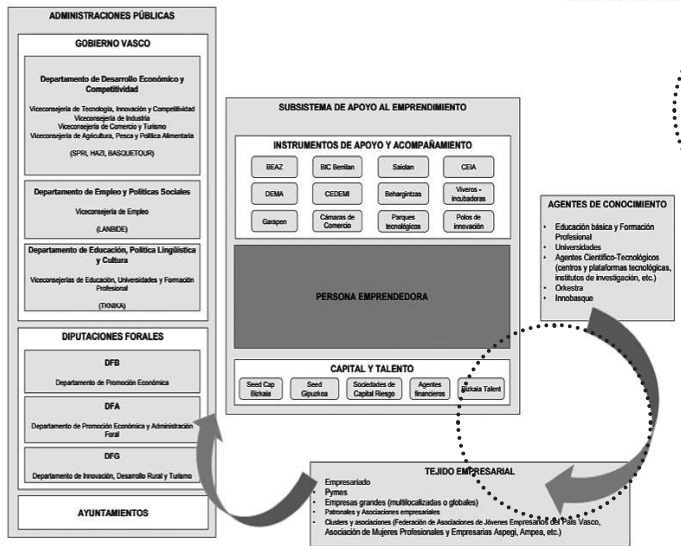 ADMINISTRACIONES PÚBLICAS
GOBIERNO VASCO
Departamento de Desarrollo Económico y
Competitividad
Viceconsejería de Tecnología, Innovación y Competitividad
Viceconsejería de Industria
Viceconsejería de Comercio y Turismo
Viceconsejería de Agricultura, Pesca y Política Alimentaria
(SPRI, HAZI, BASQUETOUR)
Departamento de Empleo y Políticas Sociales
Viceconsejería de Empleo
(LANBIDE)
Departamento de Educación, Política Lingüística
y Cultura
Viceconsejerías de Educación, Universidades y Formación
Profesional
(TKNIKA)
DIPUTACIONES FORALES
DFB
Departamento de Promoción Económica
DFA
Departamento de Promoción Económica y Administración
Foral
DFG
Departamento de Innovación, Desarrollo Rural y Turismo
AYUNTAMIENTOS
SUBSISTEMA DE APOYO AL EMPRENDIMIENTO
INSTRUMENTOS DE APOYO Y ACOMPAÑAMIENTO
BEAZ
BIC Berrilan
Saiolan
CEIA
DEMA
CEDEMI
Behargintzas
Viveros -
incubadoras
Garapen
Cámaras de
Comercio
Parques
tecnológicos
Polos de
innovación
PERSONA EMPRENDEDORA
CAPITAL Y TALENTO
Seed Cap
Bizkaia
Seed
Gipuzkoa
Sociedades de
Capital Riesgo
Agentes
financieros
Bizkaia Talent
AGENTES DE CONOCIMIENTO
• Educación básica y Formación
Profesional
• Universidades
• Agentes Científico-Tecnológicos
(centros y plataformas tecnológicas,
institutos de investigación, etc.)
• Orkestra
• Innobasque
TEJIDO EMPRESARIAL
• Empresariado
• Pymes
• Empresas grandes (multilocalizadas o globales)
• Patronales y Asociaciones empresariales
• Clusters y asociaciones (Federación de Asociaciones de Jóvenes Empresarios del País Vasco,
Asociación de Mujeres Profesionales y Empresarias Aspegi, Ampea, etc.)